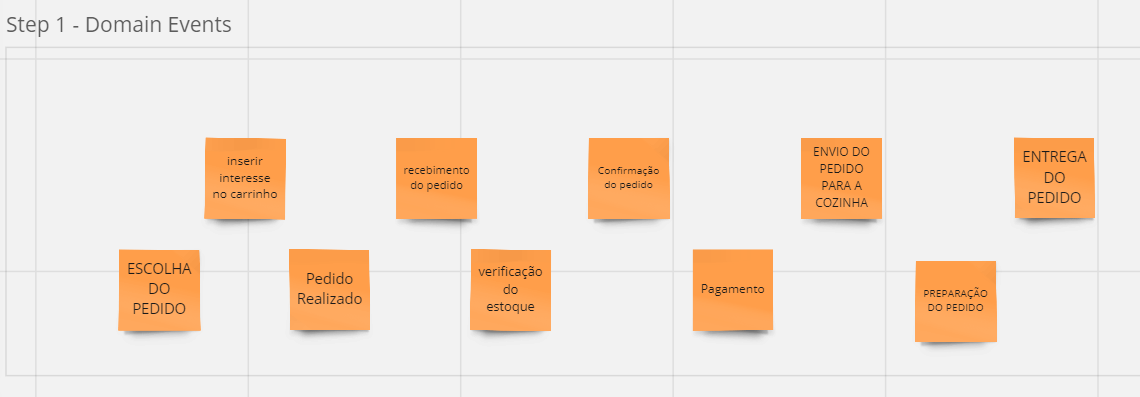 Step 1 - Domain Events
inserir
interesse
no carrinho
recebimento
do pedido
Confirmação
do pedido
ENVIO DO
PEDIDO
PARA A
COZINHA
ENTREGA
DO
PEDIDO
ESCOLHA
DO
PEDIDO
Pedido
Realizado
verificação
do
estoque
Pagamento
PREPARAÇÃO
DO PEDIDO